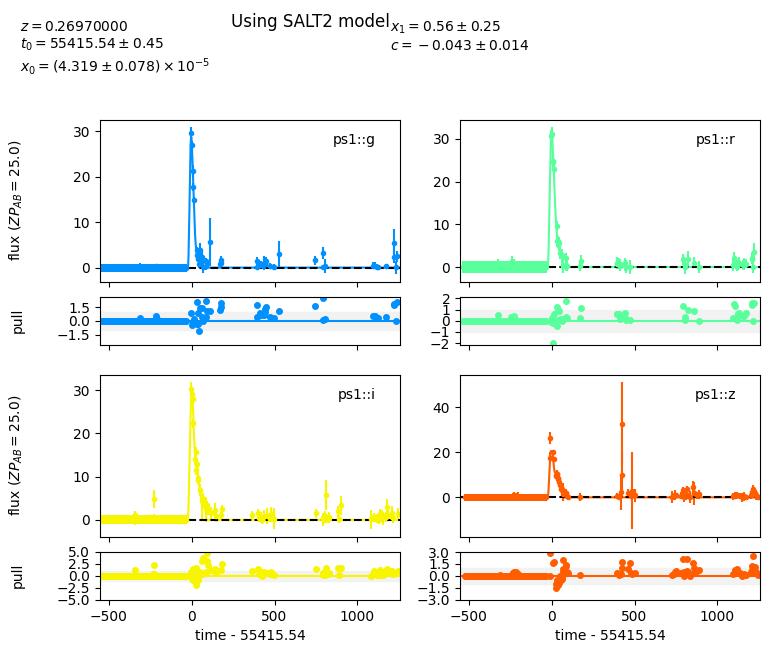 Using SALT2 model
z = 0.26970000
x₁ = 0.56 ± 0.25
t₀ = 55415.54 ± 0.45
c = −0.043 ± 0.014
x₀ = (4.319 ± 0.078) × 10⁻⁵
flux (ZP_AB = 25.0)
30
20
10
0
ps1::g
30
20
10
0
ps1::r
pull
1.5
0.0
−1.5
2
1
0
−1
−2
flux (ZP_AB = 25.0)
30
20
10
0
ps1::i
40
20
0
ps1::z
pull
5.0
2.5
0.0
−2.5
−5.0
3.0
1.5
0.0
−1.5
−3.0
−500 0 500 1000
−500 0 500 1000
time - 55415.54
time - 55415.54